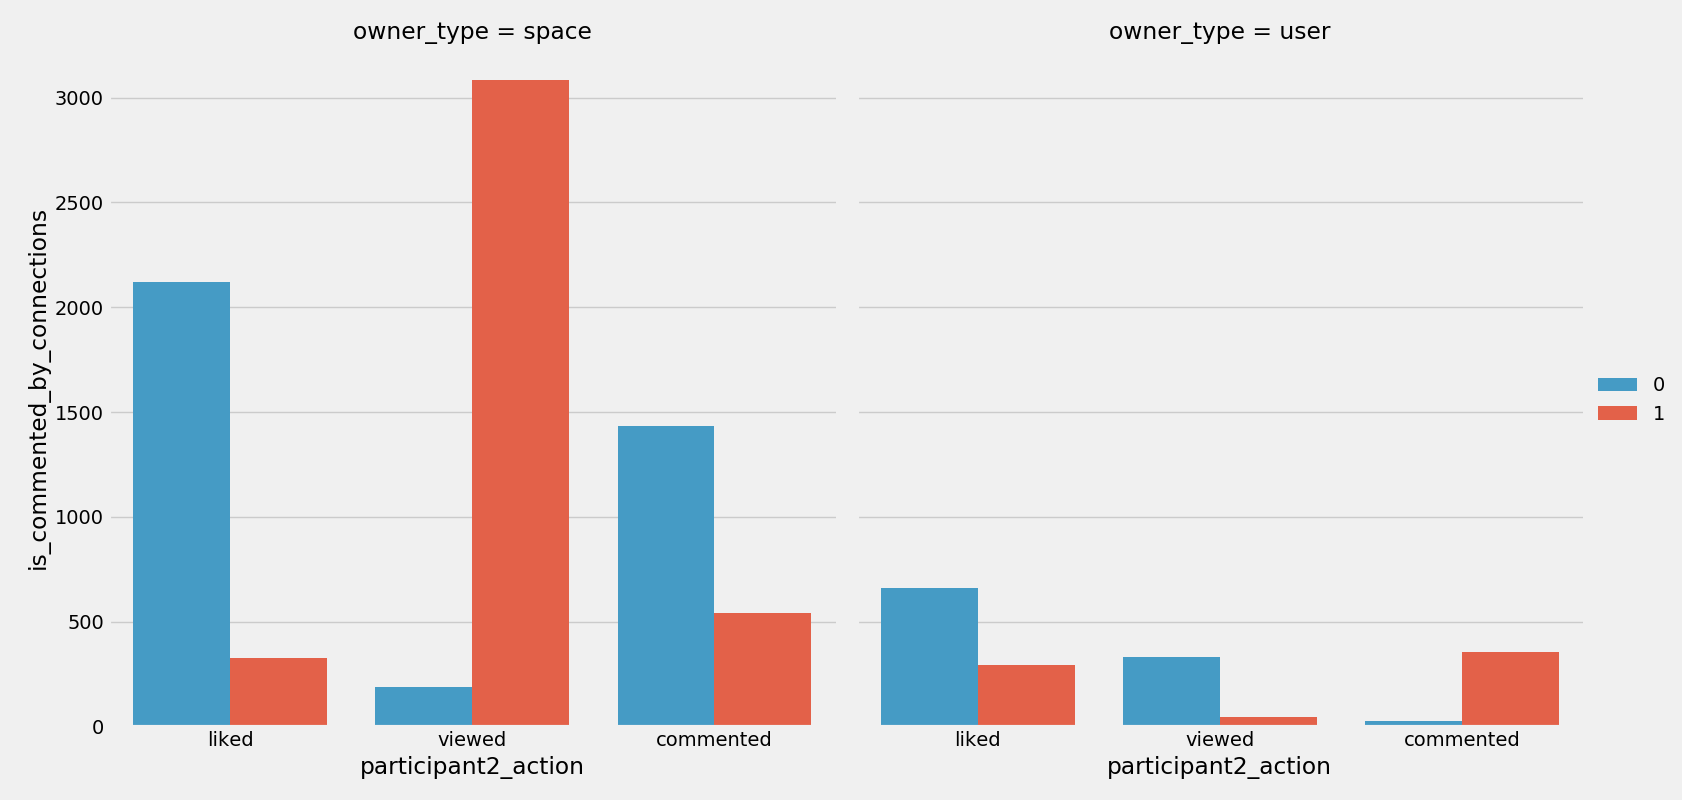 owner_type = space
owner_type = user
is_commented_by_connections
3000
2500
2000
1500
1000
500
0
liked viewed commented
participant2_action
liked viewed commented
participant2_action
0
1